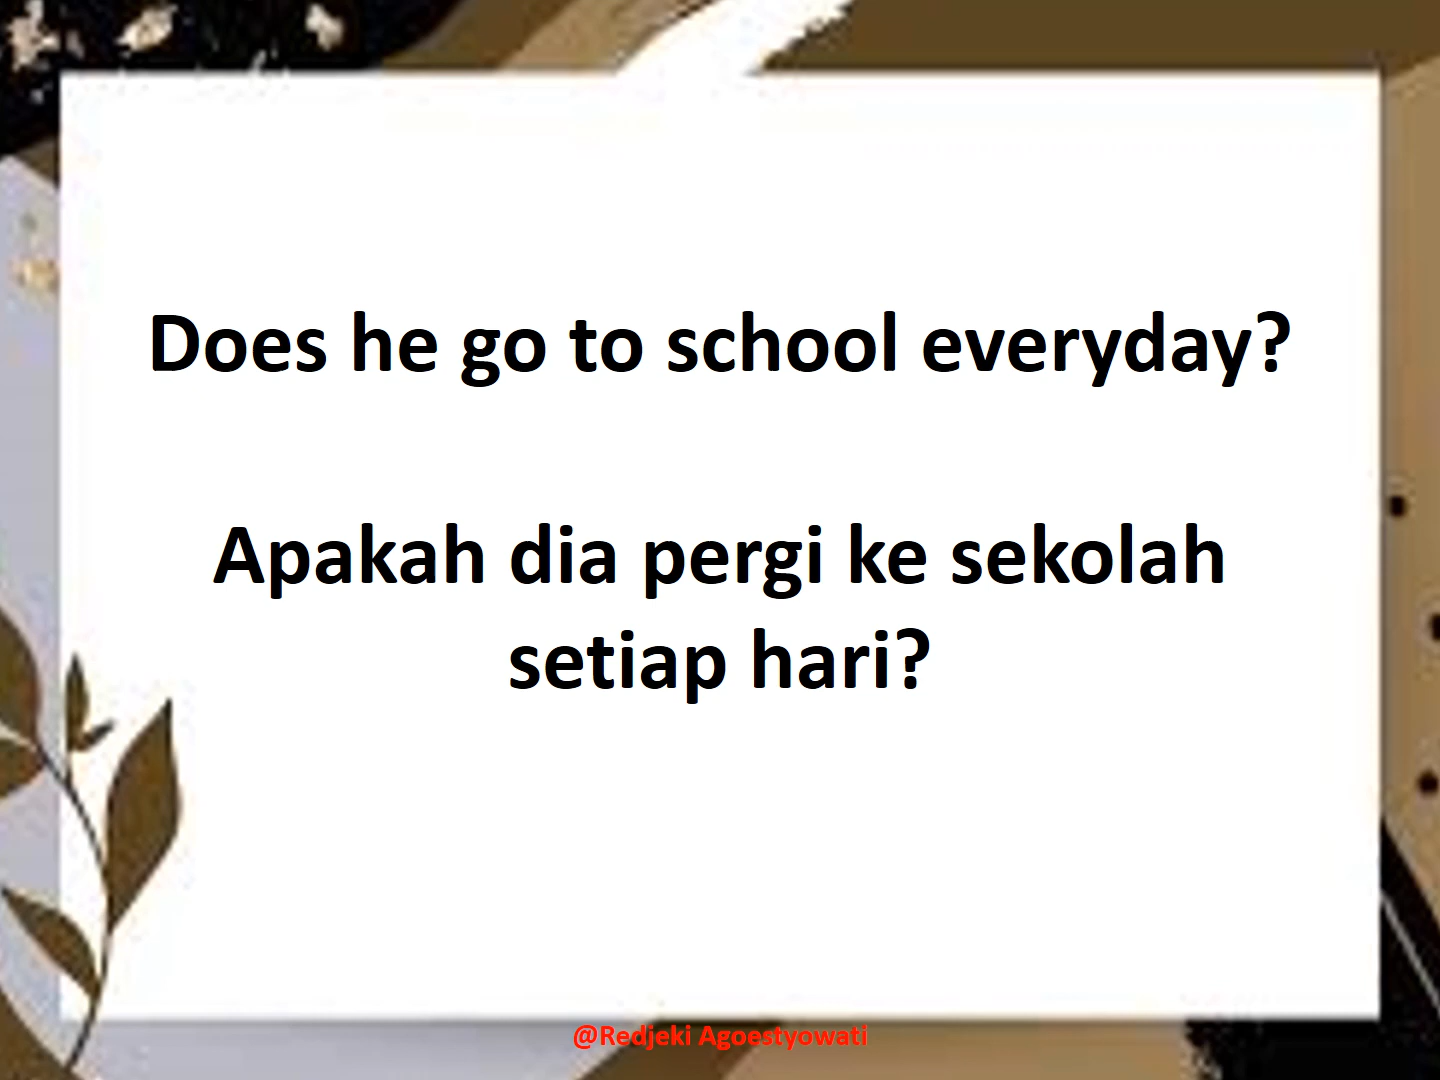 Does he go to school everyday?
Apakah dia pergi ke sekolah
setiap hari?
@Redjeki Agoestyowati